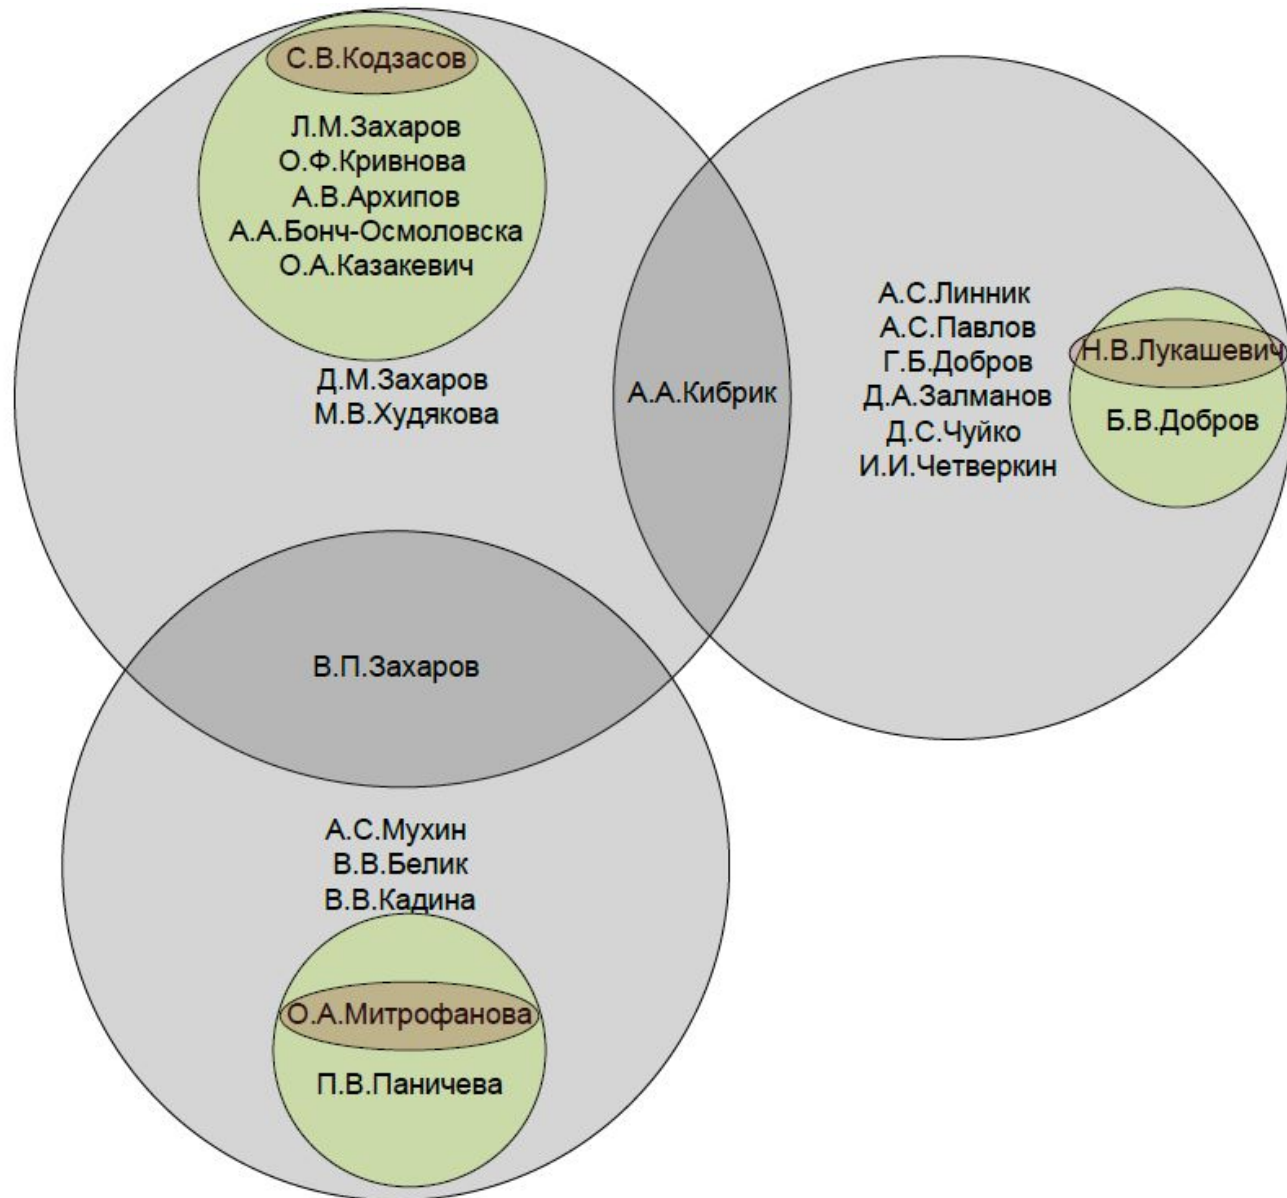 С.В.Кодзасов
Л.М.Захаров
О.Ф.Кривнова
А.В.Архипов
А.А.Бонч-Осмоловска
О.А.Казакевич
Д.М.Захаров
М.В.Худякова
А.А.Кибрик
А.С.Линник
А.С.Павлов
Г.Б.Добров
Д.А.Залманов
Д.С.Чуйко
И.И.Четверкин
Н.В.Лукашевич
Б.В.Добров
В.П.Захаров
А.С.Мухин
В.В.Белик
В.В.Кадина
О.А.Митрофанова
П.В.Паничева